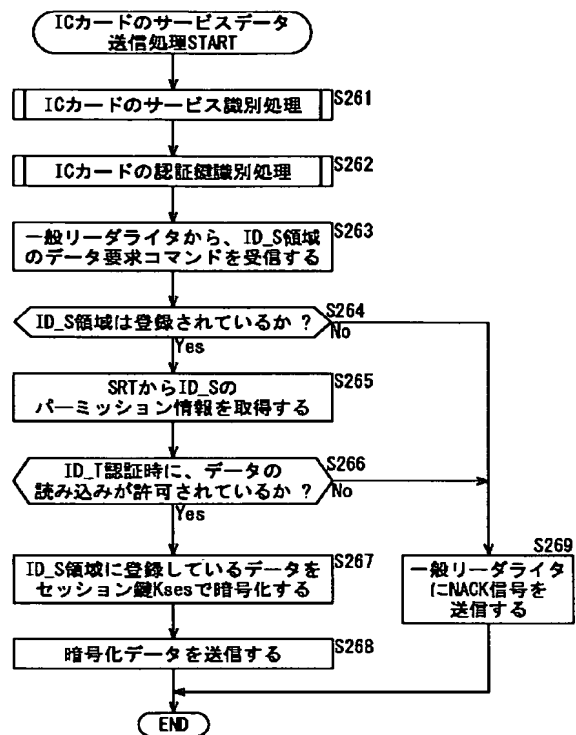 ICカードのサービスデータ
送信処理START
ICカードのサービス識別処理
S261
ICカードの認証鍵識別処理
S262
一般リーダライタから、ID_S領域
のデータ要求コマンドを受信する
S263
ID_S領域は登録されているか ?
S264
No
Yes
SRTからID_Sの
パーミッション情報を取得する
S265
ID_T認証時に、データの
読み込みが許可されているか ?
S266
No
Yes
ID_S領域に登録しているデータを
セッション鍵Ksesで暗号化する
S267
S269
一般リーダライタ
にNACK信号を
送信する
暗号化データを送信する
S268
END